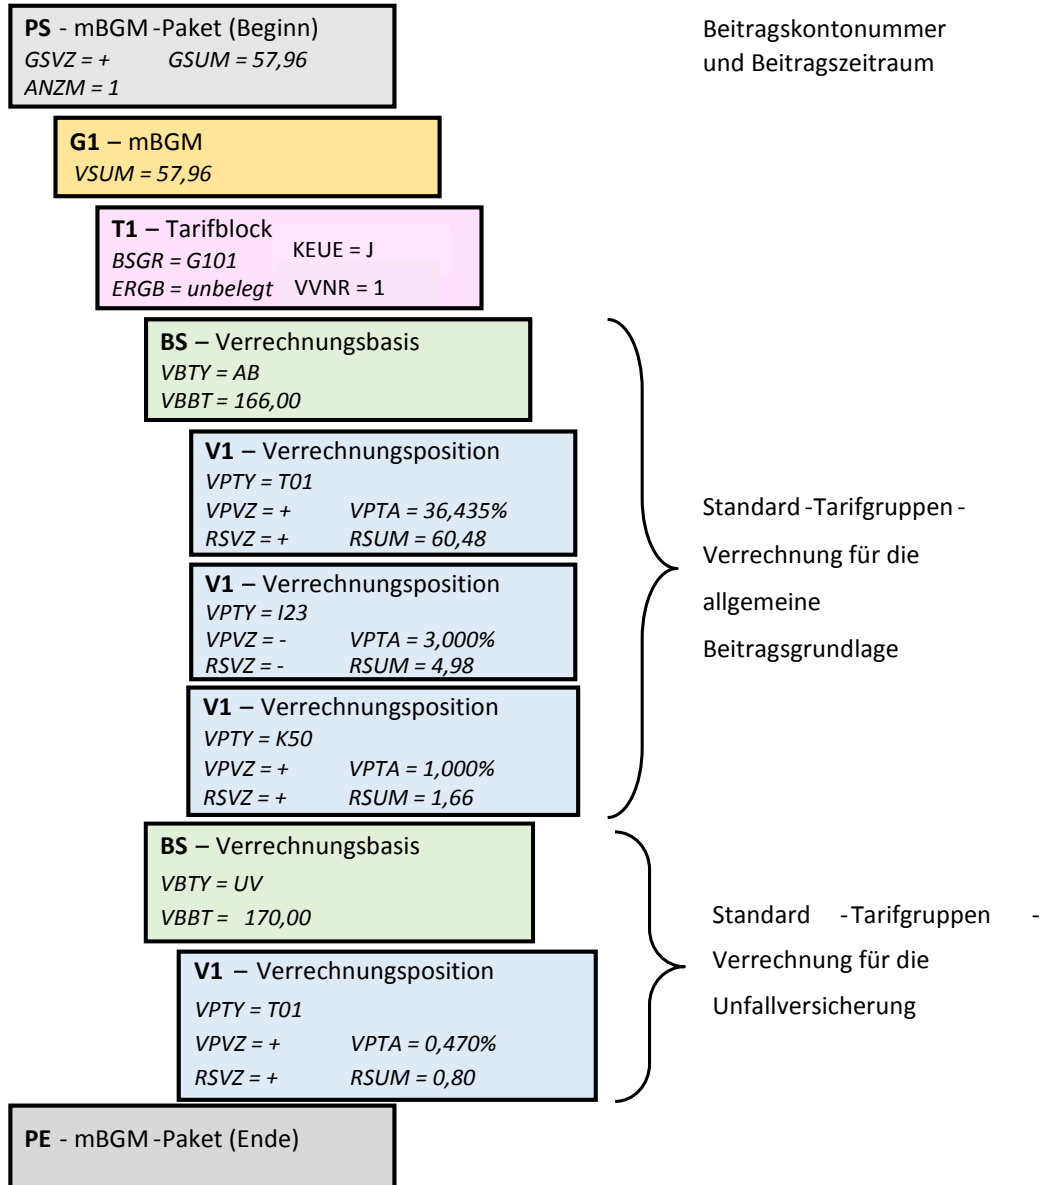 PS - mBGM -Paket (Beginn)
GSVZ = + GSUM = 57,96
ANZM = 1
Beitragskontonummer
und Beitragszeitraum
G1 – mBGM
VSUM = 57,96
T1 – Tarifblock
BSGR = G101 KEUE = J
ERGB = unbelegt VVNR = 1
BS – Verrechnungsbasis
VBTY = AB
VBBT = 166,00
V1 – Verrechnungsposition
VPTY = T01
VPVZ = + VPTA = 36,435%
RSVZ = + RSUM = 60,48
V1 – Verrechnungsposition
VPTY = I23
VPVZ = - VPTA = 3,000%
RSVZ = - RSUM = 4,98
V1 – Verrechnungsposition
VPTY = K50
VPVZ = + VPTA = 1,000%
RSVZ = + RSUM = 1,66
Standard -Tarifgruppen -
Verrechnung für die
allgemeine
Beitragsgrundlage
BS – Verrechnungsbasis
VBTY = UV
VBBT = 170,00
V1 – Verrechnungsposition
VPTY = T01
VPVZ = + VPTA = 0,470%
RSVZ = + RSUM = 0,80
Standard -Tarifgruppen -
Verrechnung für die
Unfallversicherung
PE - mBGM -Paket (Ende)